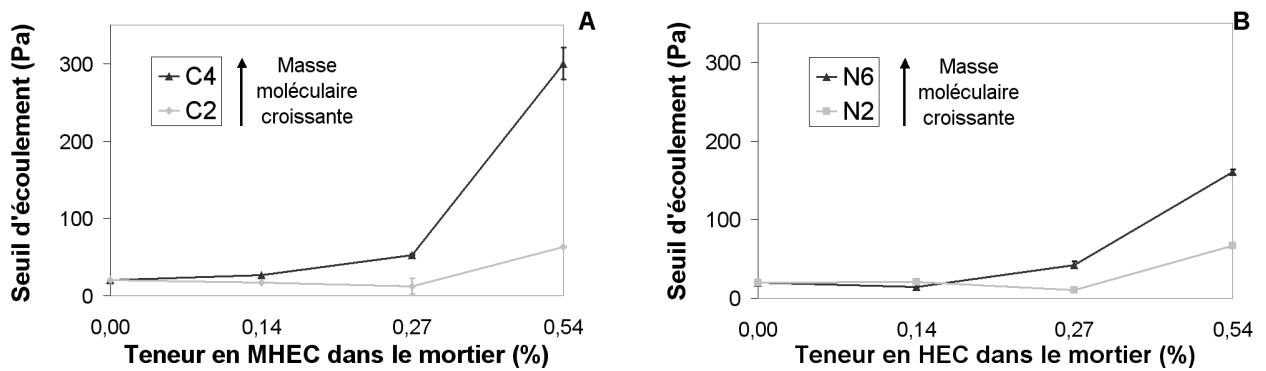 A
Seuil d'écoulement (Pa)
300
200
100
0
C4
C2
Masse
moléculaire
croissante
0,00 0,14 0,27 0,54
Teneur en MHEC dans le mortier (%)
B
Seuil d'écoulement (Pa)
300
200
100
0
N6
N2
Masse
moléculaire
croissante
0,00 0,14 0,27 0,54
Teneur en HEC dans le mortier (%)